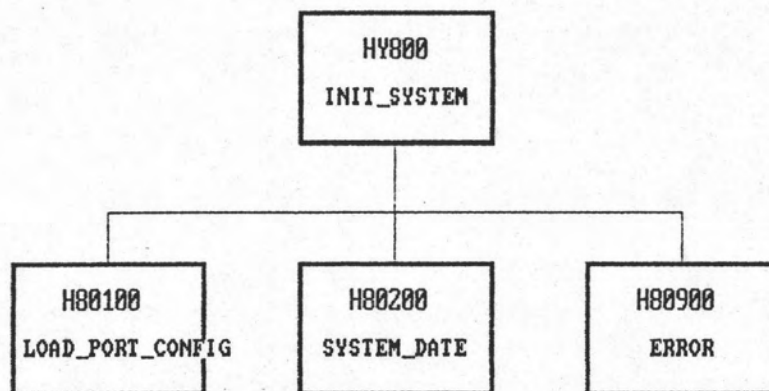 HY800
INIT_SYSTEM
H80100
LOAD_PORT_CONFIG
H80200
SYSTEM_DATE
H80900
ERROR